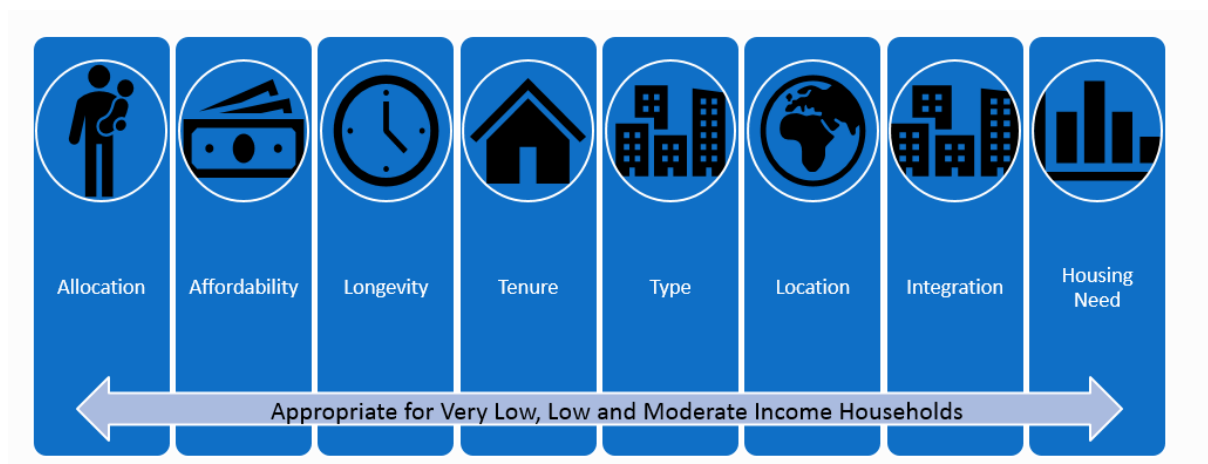 Allocation
Affordability
Longevity
Tenure
Type
Location
Integration
Housing
Need
Appropriate for Very Low, Low and Moderate Income Households